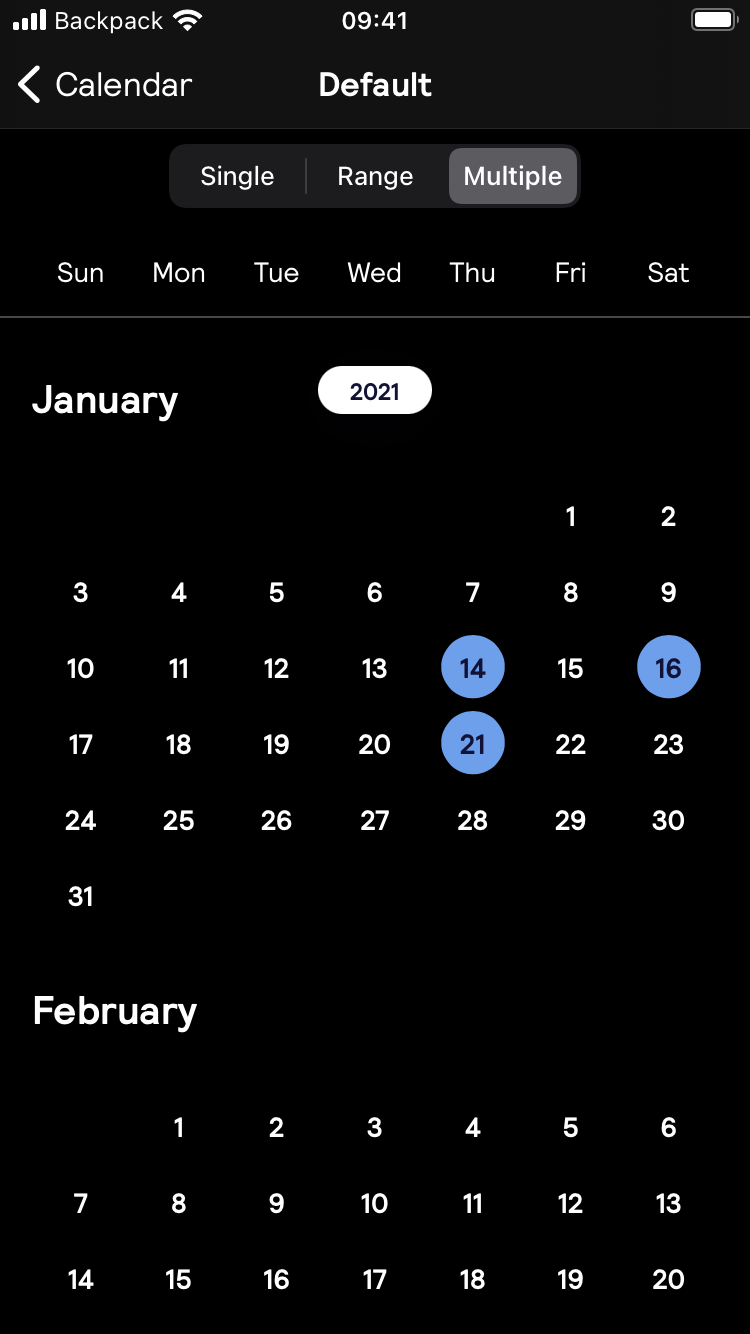 Backpack 09:41
Calendar Default
Single Range Multiple
Sun Mon Tue Wed Thu Fri Sat
January 2021
1 2
3 4 5 6 7 8 9
10 11 12 13 14 15 16
17 18 19 20 21 22 23
24 25 26 27 28 29 30
31
February
1 2 3 4 5 6
7 8 9 10 11 12 13
14 15 16 17 18 19 20